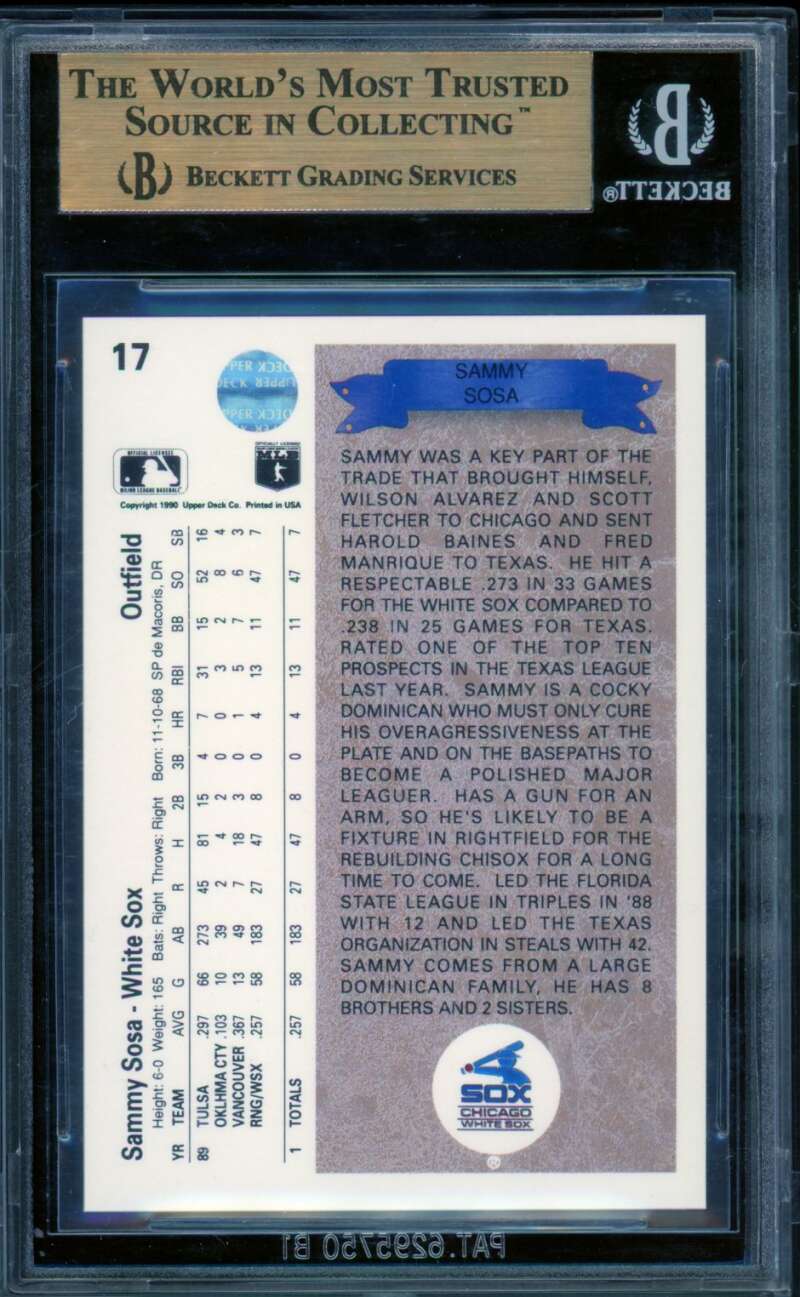 THE WORLD'S MOST TRUSTED
SOURCE IN COLLECTING™
(B) BECKETT GRADING SERVICES
B
BECKETT®
17
UPPER DECK
OFFICIAL LICENSEE
MAJOR LEAGUE BASEBALL
OFFICIALLY LICENSED
MLB
Copyright 1990 Upper Deck Co. Printed in USA
Sammy Sosa - White Sox Outfield
Height: 6-0 Weight: 165 Bats: Right Throws: Right Born: 11-10-68 SP de Macoris, DR
YR TEAM AVG G AB R H 2B 3B HR RBI BB SO SB
89 TULSA .297 66 273 45 81 15 4 7 31 15 52 16
OKLHMA CTY .103 10 39 2 4 2 0 0 3 2 8 4
VANCOUVER .367 13 49 7 18 3 0 1 5 7 6 3
RNG/WSX .257 58 183 27 47 8 0 4 13 11 47 7
1 TOTALS .257 58 183 27 47 8 0 4 13 11 47 7
SAMMY
SOSA
SAMMY WAS A KEY PART OF THE
TRADE THAT BROUGHT HIMSELF,
WILSON ALVAREZ AND SCOTT
FLETCHER TO CHICAGO AND SENT
HAROLD BAINES AND FRED
MANRIQUE TO TEXAS. HE HIT A
RESPECTABLE .273 IN 33 GAMES
FOR THE WHITE SOX COMPARED TO
.238 IN 25 GAMES FOR TEXAS.
RATED ONE OF THE TOP TEN
PROSPECTS IN THE TEXAS LEAGUE
LAST YEAR. SAMMY IS A COCKY
DOMINICAN WHO MUST ONLY CURE
HIS OVERAGRESSIVENESS AT THE
PLATE AND ON THE BASEPATHS TO
BECOME A POLISHED MAJOR
LEAGUER. HAS A GUN FOR AN
ARM, SO HE'S LIKELY TO BE A
FIXTURE IN RIGHTFIELD FOR THE
REBUILDING CHISOX FOR A LONG
TIME TO COME. LED THE FLORIDA
STATE LEAGUE IN TRIPLES IN '88
WITH 12 AND LED THE TEXAS
ORGANIZATION IN STEALS WITH 42.
SAMMY COMES FROM A LARGE
DOMINICAN FAMILY, HE HAS 8
BROTHERS AND 2 SISTERS.
SOX
CHICAGO
WHITE SOX
®
PAT.6295750 B1